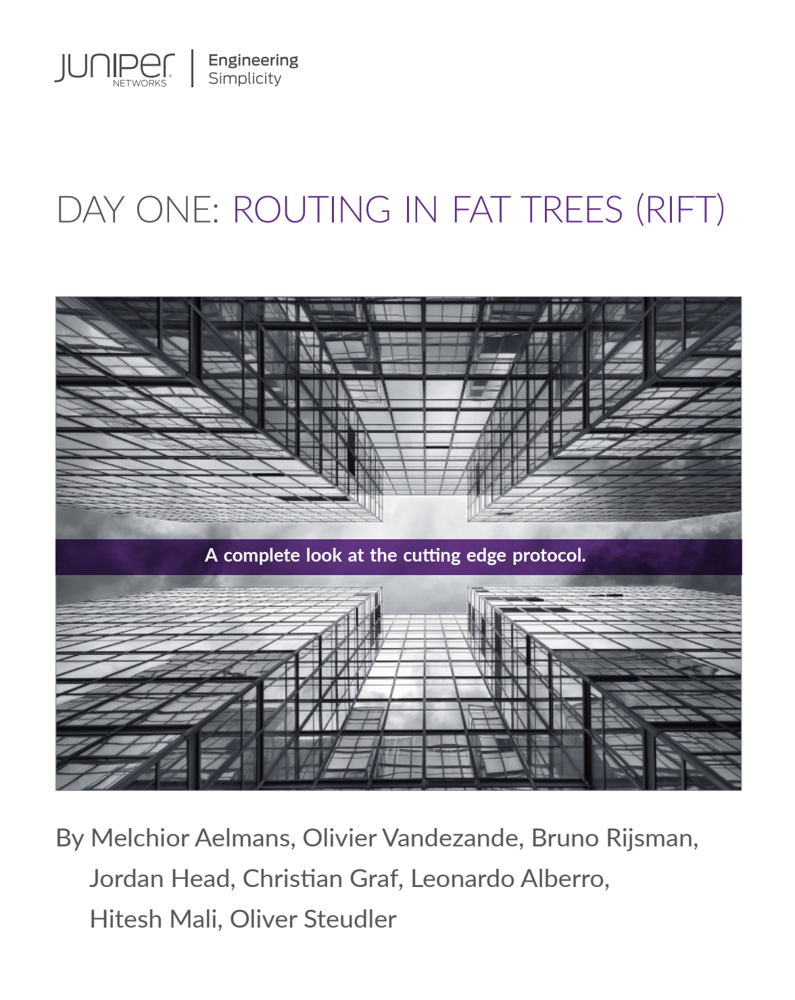 JUNIPER
NETWORKS
Engineering
Simplicity
DAY ONE: ROUTING IN FAT TREES (RIFT)
A complete look at the cutting edge protocol.
By Melchior Aelmans, Olivier Vandezande, Bruno Rijsman,
Jordan Head, Christian Graf, Leonardo Alberro,
Hitesh Mali, Oliver Steudler